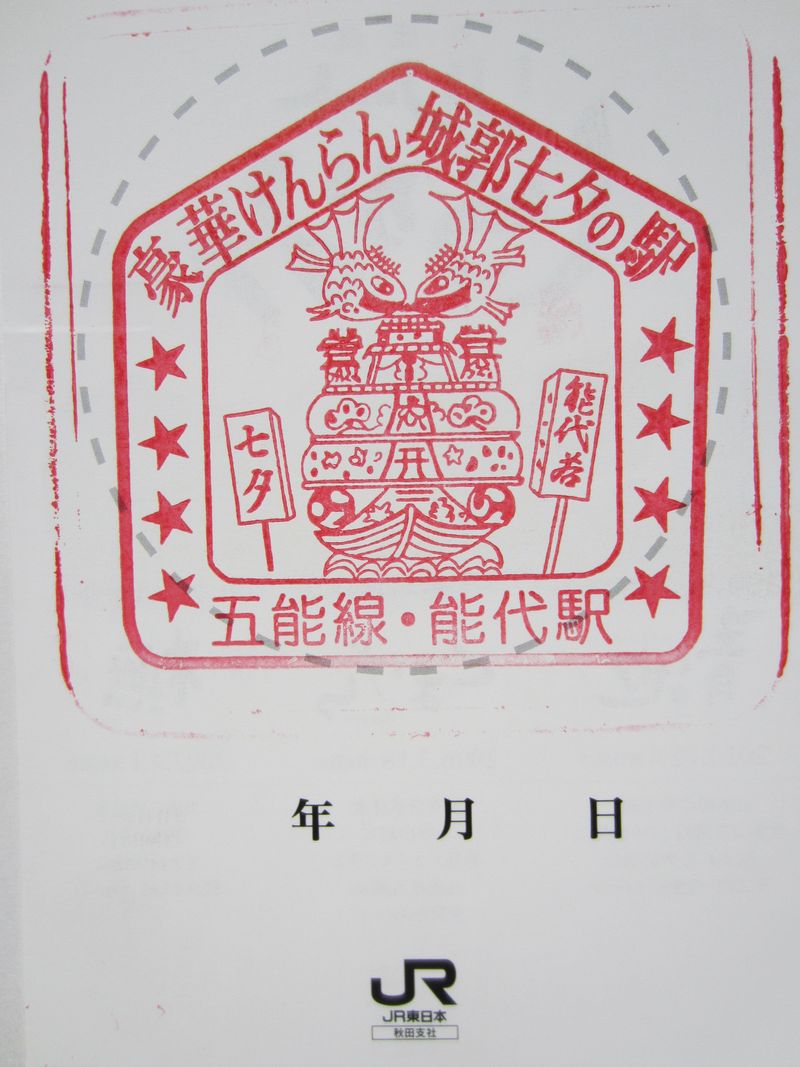 豪華けんらん城郭七夕の駅
七夕
能代若
五能線・能代駅
年 月 日
JR
JR東日本
秋田支社